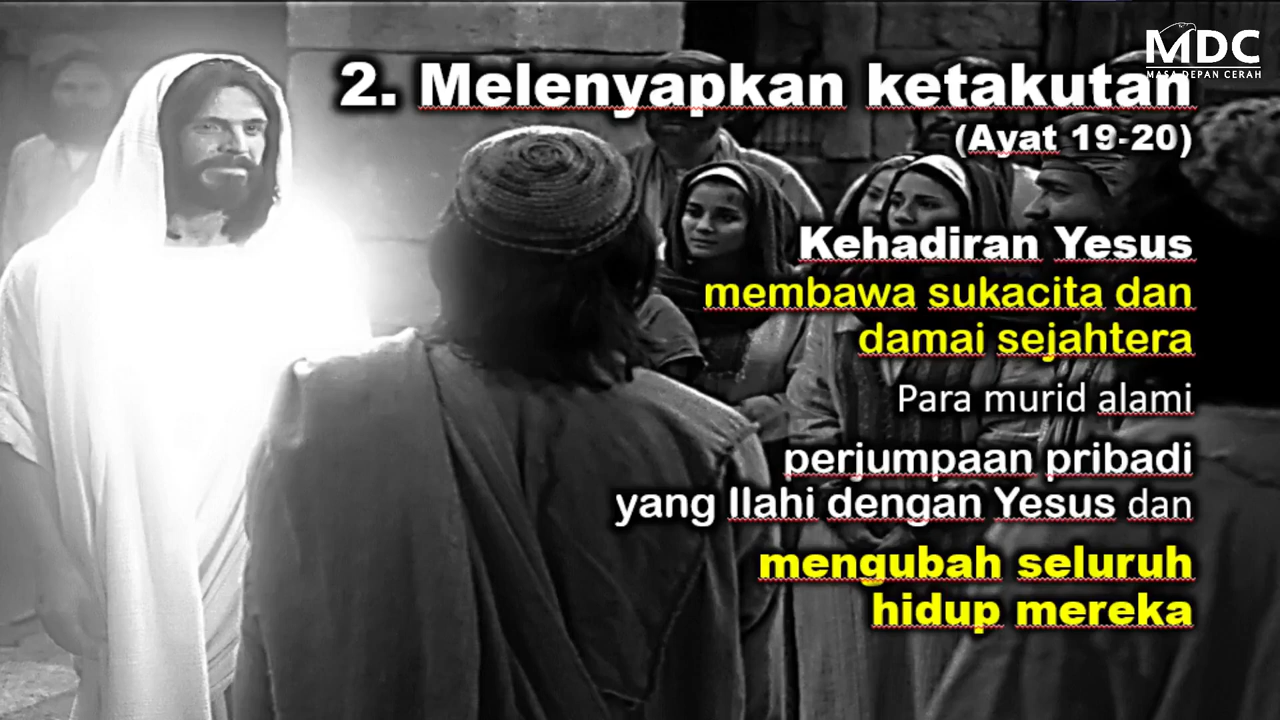 MDC
MASA DEPAN CERAH
2. Melenyapkan ketakutan
(Ayat 19-20)
Kehadiran Yesus
membawa sukacita dan
damai sejahtera
Para murid alami
perjumpaan pribadi
yang Ilahi dengan Yesus dan
mengubah seluruh
hidup mereka